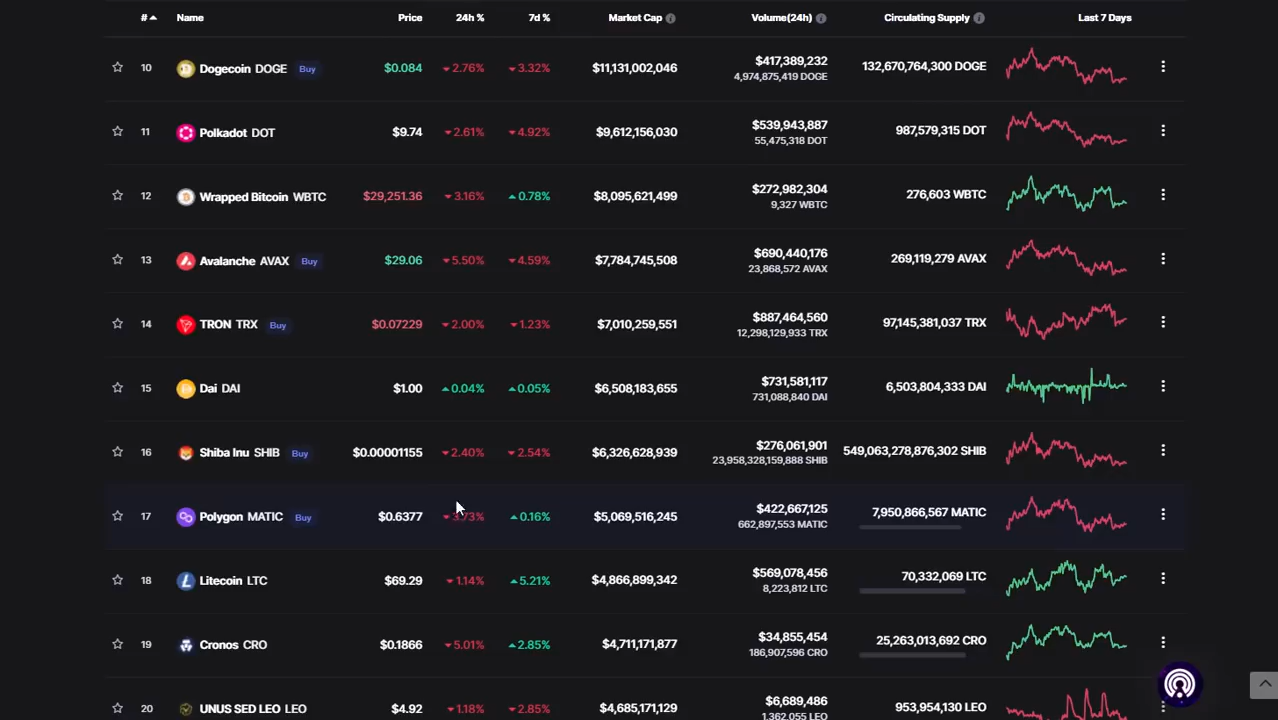 # Name Price 24h % 7d % Market Cap Volume(24h) Circulating Supply Last 7 Days
10 Dogecoin DOGE Buy $0.084 2.76% 3.32% $11,131,002,046 $417,389,232 132,670,764,300 DOGE
4,974,875,419 DOGE
11 Polkadot DOT $9.74 2.61% 4.92% $9,612,156,030 $539,943,887 987,579,315 DOT
55,475,318 DOT
12 Wrapped Bitcoin WBTC $29,251.36 3.16% 0.78% $8,095,621,499 $272,982,304 276,603 WBTC
9,327 WBTC
13 Avalanche AVAX Buy $29.06 5.50% 4.59% $7,784,745,508 $690,440,176 269,119,279 AVAX
23,868,572 AVAX
14 TRON TRX Buy $0.07229 2.00% 1.23% $7,010,259,551 $887,464,560 97,145,381,037 TRX
12,298,129,933 TRX
15 Dai DAI $1.00 0.04% 0.05% $6,508,183,655 $731,581,117 6,503,804,333 DAI
731,088,840 DAI
16 Shiba Inu SHIB Buy $0.00001155 2.40% 2.54% $6,326,628,939 $276,061,901 549,063,278,876,302 SHIB
23,958,328,159,888 SHIB
17 Polygon MATIC Buy $0.6377 3.73% 0.16% $5,069,516,245 $422,667,125 7,950,866,567 MATIC
662,897,553 MATIC
18 Litecoin LTC $69.29 1.14% 5.21% $4,866,899,342 $569,078,456 70,332,069 LTC
8,223,812 LTC
19 Cronos CRO $0.1866 5.01% 2.85% $4,711,171,877 $34,855,454 25,263,013,692 CRO
186,907,596 CRO
20 UNUS SED LEO LEO $4.92 1.18% 2.85% $4,685,171,129 $6,689,486 953,954,130 LEO
1,362,055 LEO